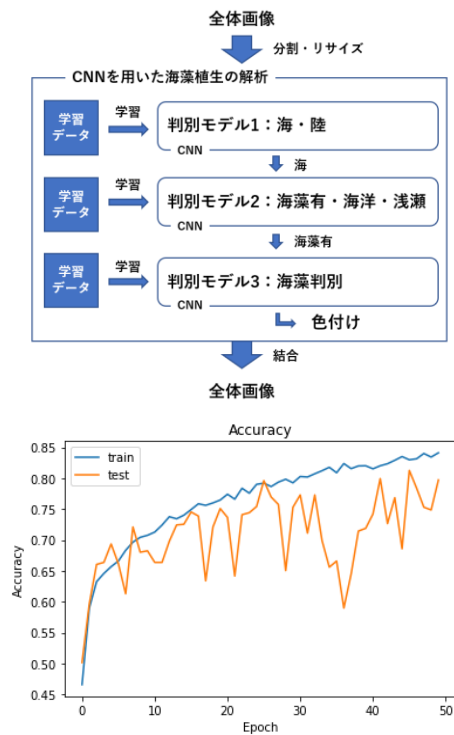 全体画像
分割・リサイズ
CNNを用いた海藻植生の解析
学習
データ
学習
判別モデル1：海・陸
CNN
海
学習
データ
学習
判別モデル2：海藻有・海洋・浅瀬
CNN
海藻有
学習
データ
学習
判別モデル3：海藻判別
CNN
色付け
結合
全体画像
Accuracy
train
test
0.85
0.80
0.75
0.70
0.65
0.60
0.55
0.50
0.45
Accuracy
0 10 20 30 40 50
Epoch